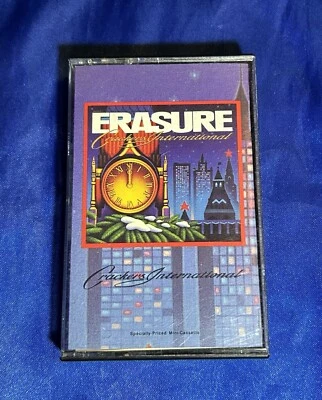 ERASURE
Crackers International
Crackers International
Specially Priced Mini-Cassette